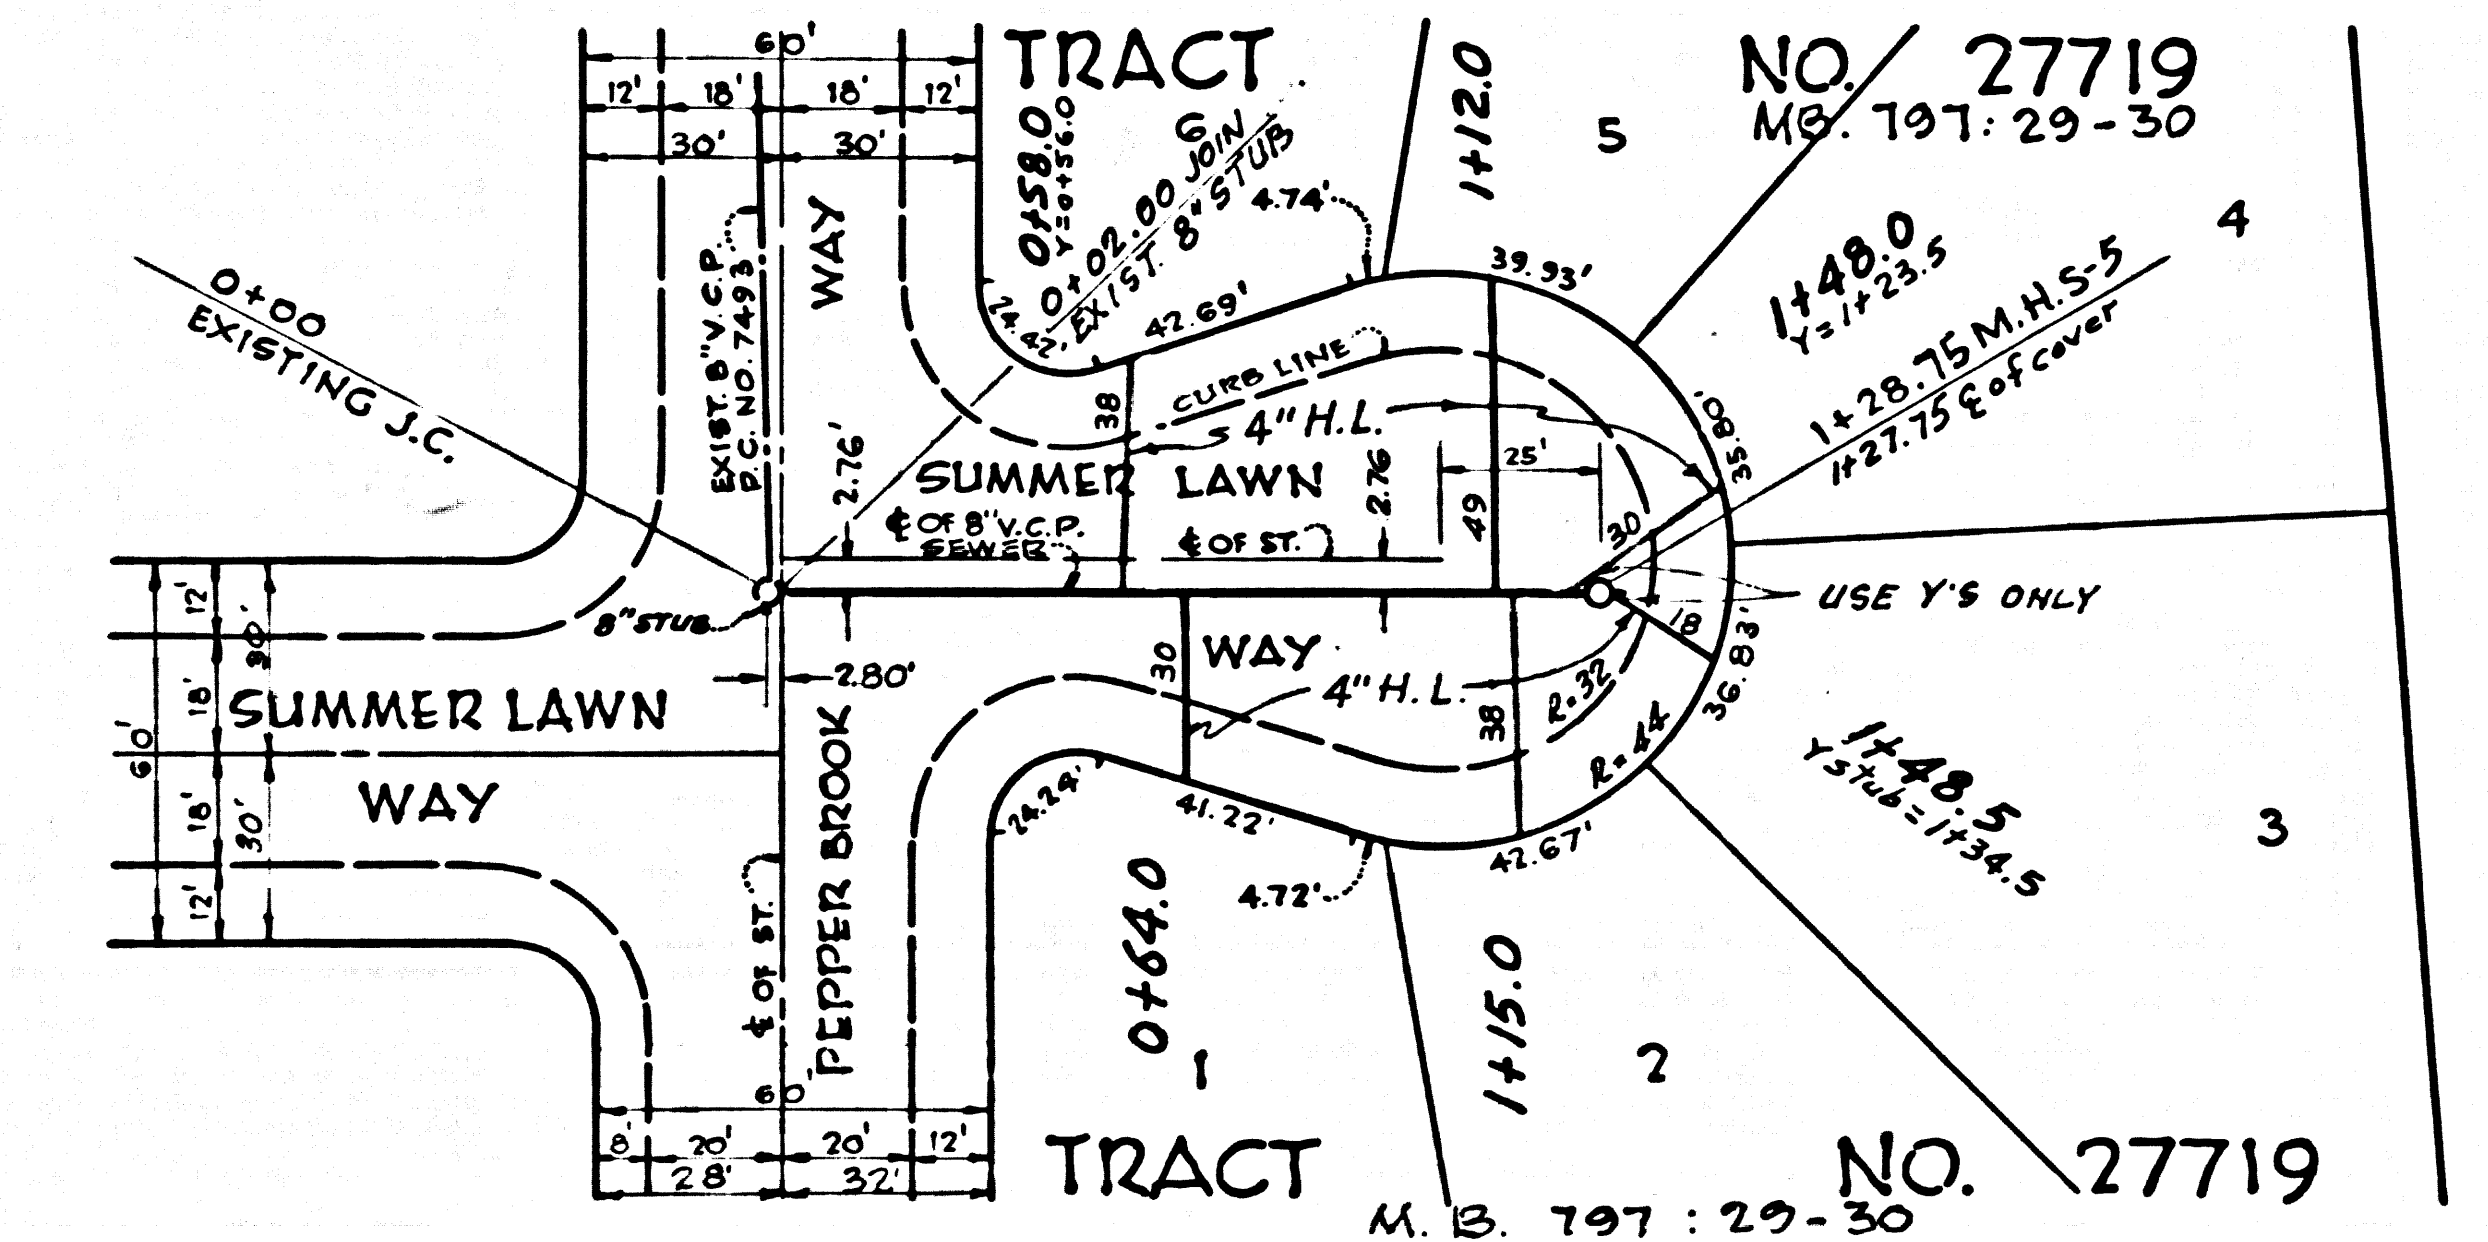 TRACT NO. 27719
M.B. 797: 29-30
60'
12' 18' 18' 12'
30' 30'
0+58.0
Y=0+56.0
6
0+02.00 JOIN
EXIST. 8" STUB
1+12.0
5
4
4.74'
39.93'
1+48.0
Y=1+23.5
1+28.75 M.H.S-5
1+27.75 ℄ of cover
0+00
EXISTING J.C.
EXIST. 8" V.C.P.
P.C. NO. 7493
WAY
24.42'
42.69'
CURB LINE
38
4" H.L.
35.80'
2.76'
SUMMER LAWN
2.76
25'
49
℄ OF 8" V.C.P.
SEWER
℄ OF ST.
30
USE Y'S ONLY
8" STUB
18
36.83'
12'
30'
30
WAY
2.80'
4" H.L.
38
R=32
R=44
60'
18'
SUMMER LAWN
WAY
18'
30'
12'
PEPPER BROOK
℄ OF ST.
24.24'
41.22'
4.72'
42.67'
1+48.5
Y Stub=1+34.5
3
0+64.0
1
1+15.0
2
60'
8' 20' 20' 12'
28' 32'
TRACT NO. 27719
M.B. 797 : 29-30